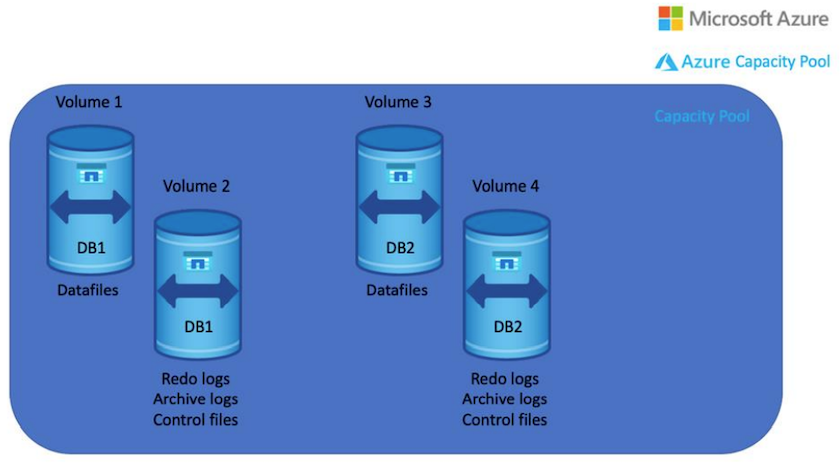 Microsoft Azure
Azure Capacity Pool
Capacity Pool
Volume 1
DB1
Datafiles
Volume 2
DB1
Redo logs
Archive logs
Control files
Volume 3
DB2
Datafiles
Volume 4
DB2
Redo logs
Archive logs
Control files